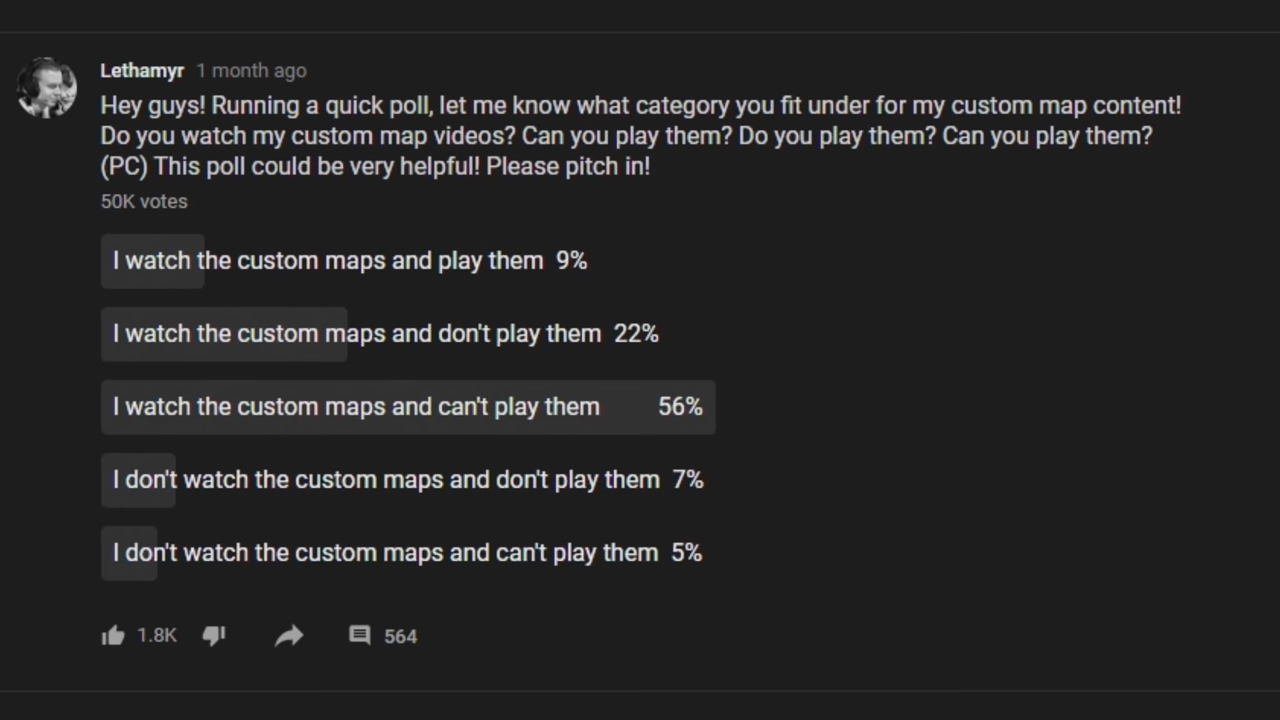 Lethamyr 1 month ago
Hey guys! Running a quick poll, let me know what category you fit under for my custom map content!
Do you watch my custom map videos? Can you play them? Do you play them? Can you play them?
(PC) This poll could be very helpful! Please pitch in!
50K votes
I watch the custom maps and play them 9%
I watch the custom maps and don't play them 22%
I watch the custom maps and can't play them 56%
I don't watch the custom maps and don't play them 7%
I don't watch the custom maps and can't play them 5%
1.8K 564